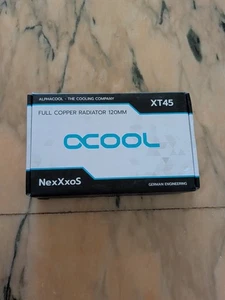 ALPHACOOL - THE COOLING COMPANY
XT45
FULL COPPER RADIATOR 120MM
ACOOL
NexXxoS
GERMAN ENGINEERING